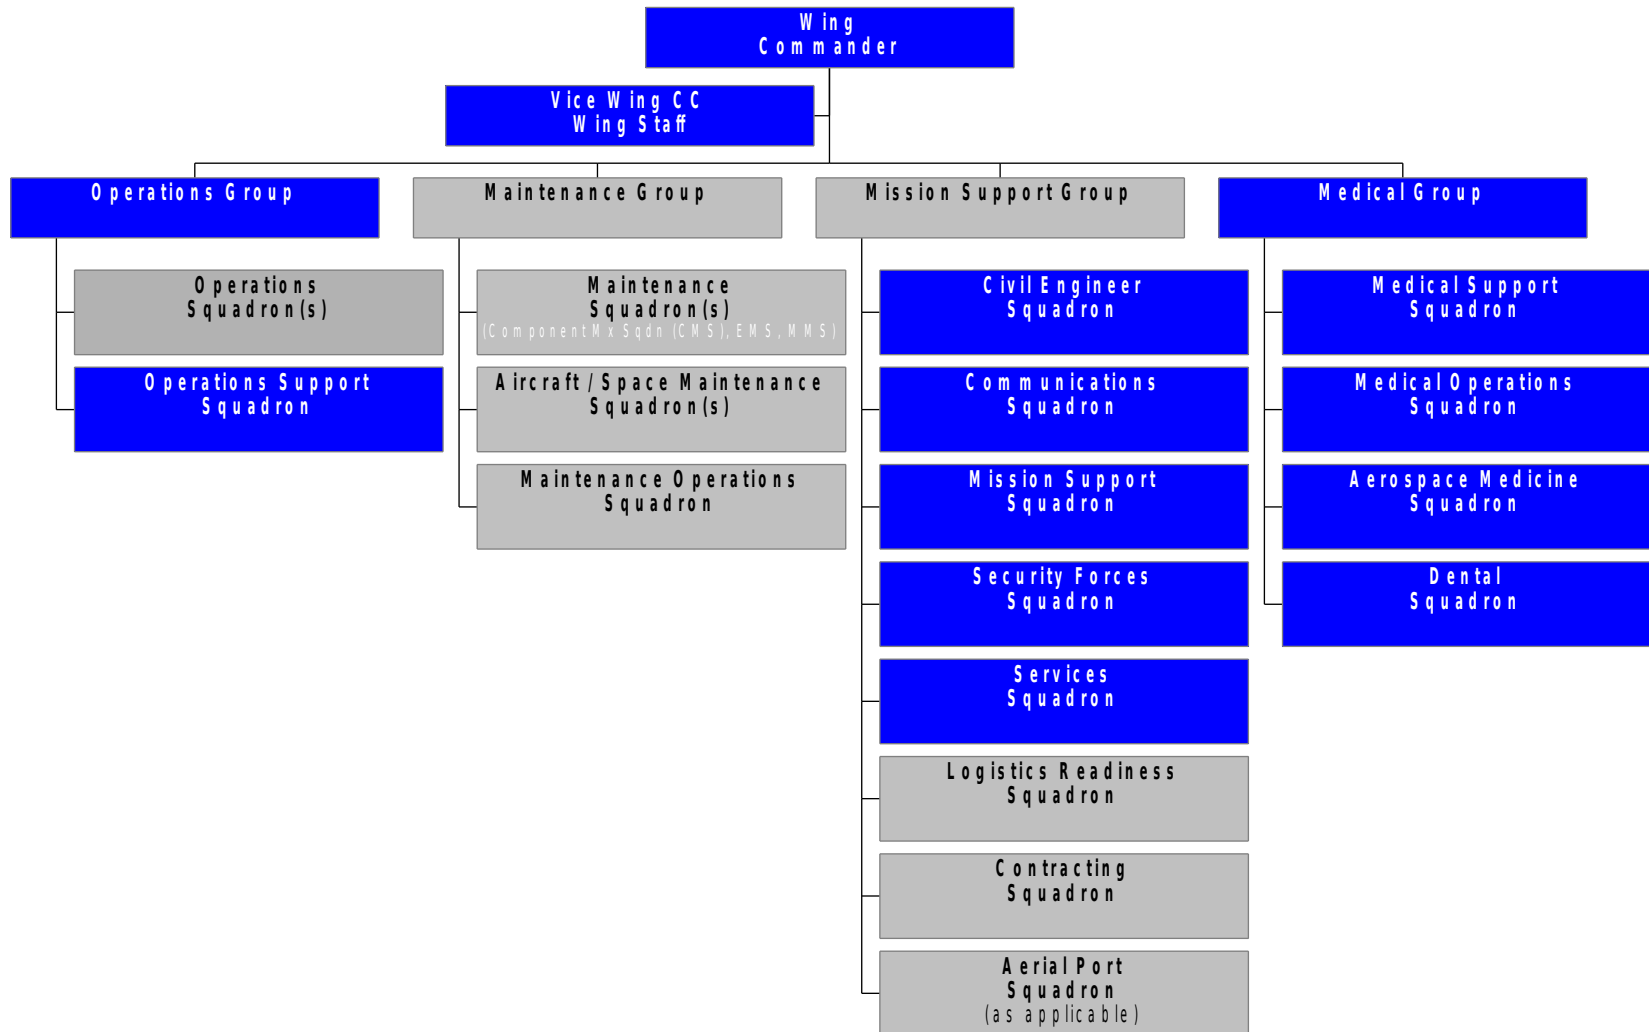 Wing
Commander
Vice Wing CC
Wing Staff
Operations Group
Maintenance Group
Mission Support Group
Medical Group
Operations
Squadron(s)
Operations Support
Squadron
Maintenance
Squadron(s)
(Component Mx Sqdn (CMS), EMS, MMS)
Aircraft / Space Maintenance
Squadron(s)
Maintenance Operations
Squadron
Civil Engineer
Squadron
Communications
Squadron
Mission Support
Squadron
Security Forces
Squadron
Services
Squadron
Logistics Readiness
Squadron
Contracting
Squadron
Aerial Port
Squadron
(as applicable)
Medical Support
Squadron
Medical Operations
Squadron
Aerospace Medicine
Squadron
Dental
Squadron